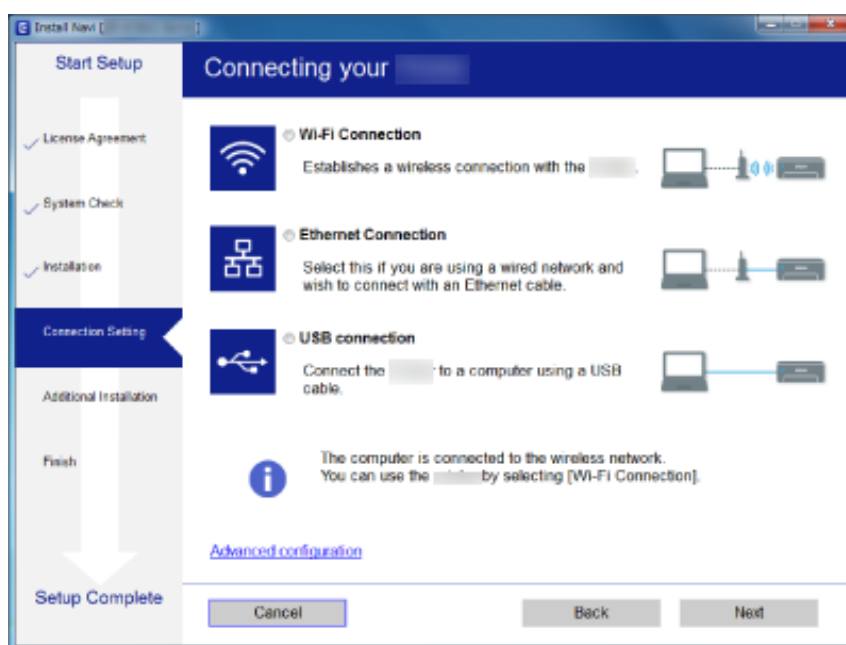 Install Navi [
Start Setup
Connecting your
License Agreement
System Check
Installation
Connection Setting
Additional Installation
Finish
Setup Complete
Wi-Fi Connection
Establishes a wireless connection with the .
Ethernet Connection
Select this if you are using a wired network and
wish to connect with an Ethernet cable.
USB connection
Connect the to a computer using a USB
cable.
The computer is connected to the wireless network.
You can use the by selecting [Wi-Fi Connection].
Advanced configuration
Cancel
Back
Next